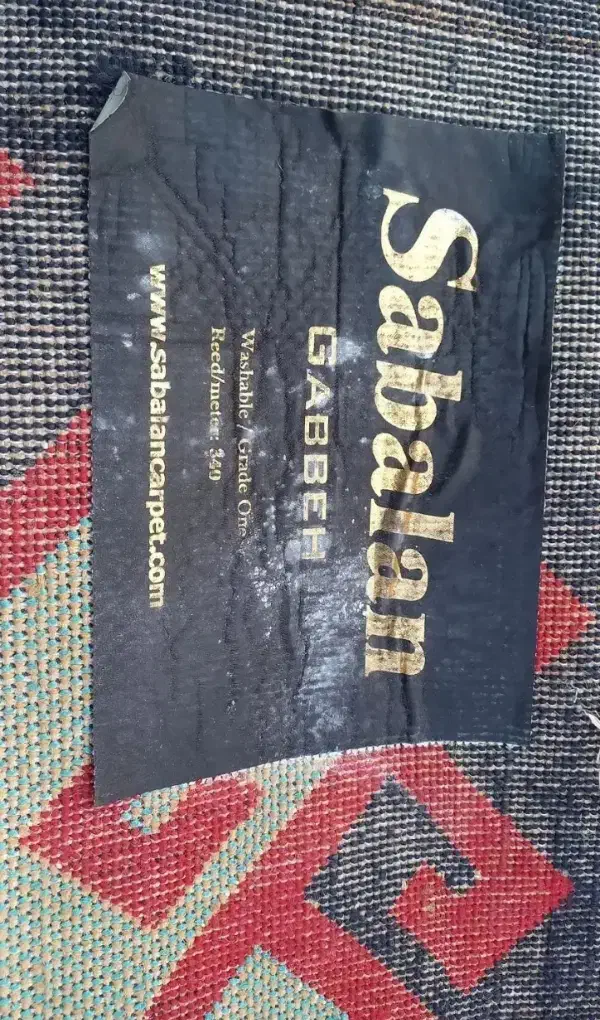 Sabalan
GABBEH
Washable / Grade One
Reed/meter: 340
www.sabalancarpet.com